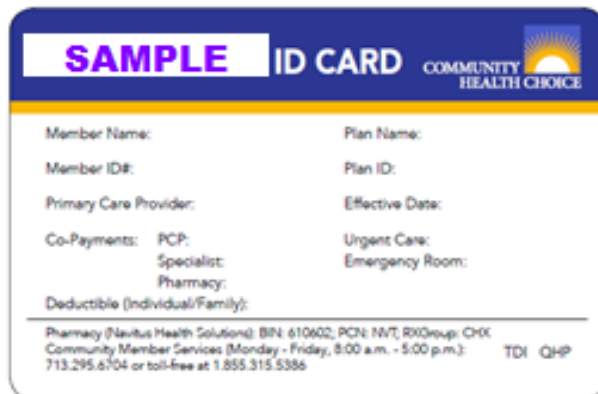 SAMPLE ID CARD
COMMUNITY
HEALTH CHOICE
Member Name: Plan Name:
Member ID#: Plan ID:
Primary Care Provider: Effective Date:
Co-Payments: PCP: Urgent Care:
Specialist: Emergency Room:
Pharmacy:
Deductible (Individual/Family):
Pharmacy (Navitus Health Solutions): BIN: 610602; PCN: NVT; RXGroup: CHX
Community Member Services (Monday - Friday, 8:00 a.m. - 5:00 p.m.): TDI QHP
713.295.6704 or toll-free at 1.855.315.5386